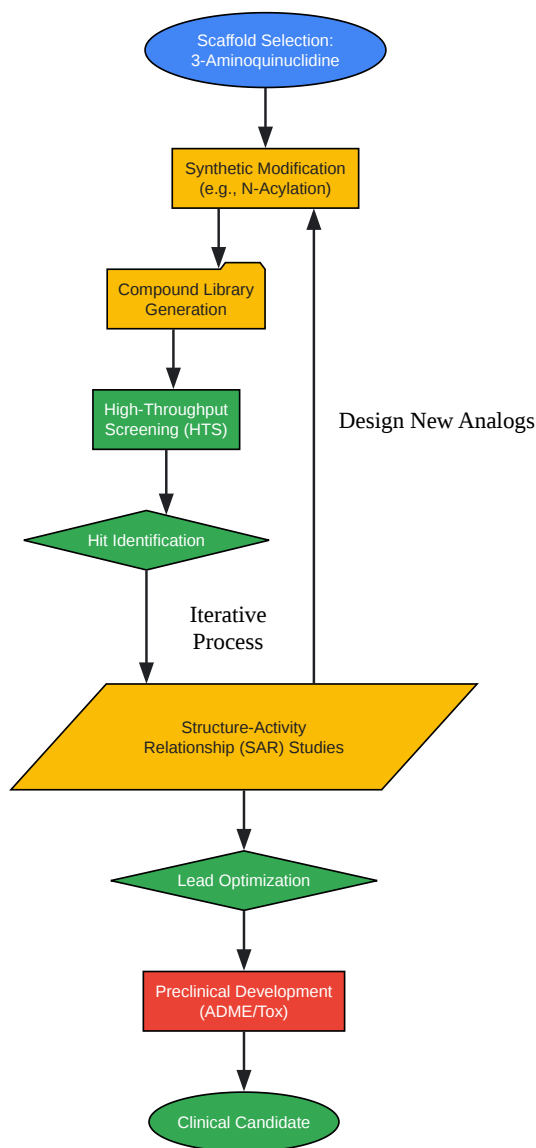 Scaffold Selection:
3-Aminoquinuclidine
Synthetic Modification
(e.g., N-Acylation)
Compound Library
Generation
High-Throughput
Screening (HTS)
Design New Analogs
Hit Identification
Iterative
Process
Structure-Activity
Relationship (SAR) Studies
Lead Optimization
Preclinical Development
(ADME/Tox)
Clinical Candidate